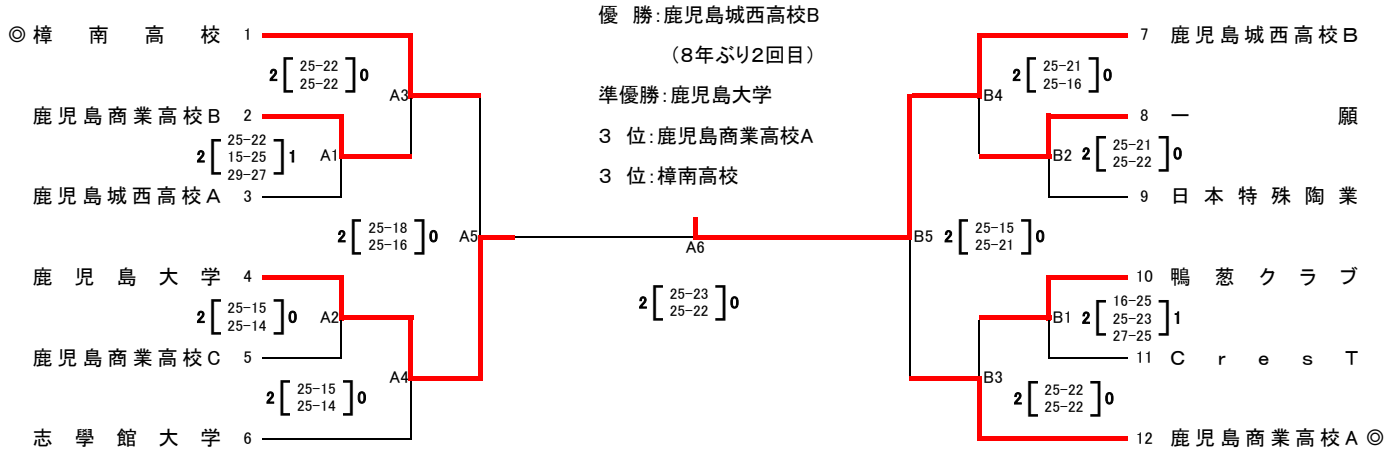 優 勝:鹿児島城西高校B
(8年ぶり2回目)
準優勝:鹿児島大学
3 位:鹿児島商業高校A
3 位:樟南高校
◎樟南高校 1
2[25-22 25-22]0
A3
鹿児島商業高校B 2
2[25-22 15-25 29-27]1
A1
鹿児島城西高校A 3
2[25-18 25-16]0
A5
鹿児島大学 4
2[25-15 25-14]0
A2
鹿児島商業高校C 5
A4
2[25-15 25-14]0
志學館大学 6
A6
2[25-23 25-22]0
7 鹿児島城西高校B
B4
2[25-21 25-16]0
8 一願
B2
2[25-21 25-22]0
9 日本特殊陶業
B5
2[25-15 25-21]0
10 鴨葱クラブ
B1
2[16-25 25-23 27-25]1
11 CresT
B3
2[25-22 25-22]0
12 鹿児島商業高校A◎